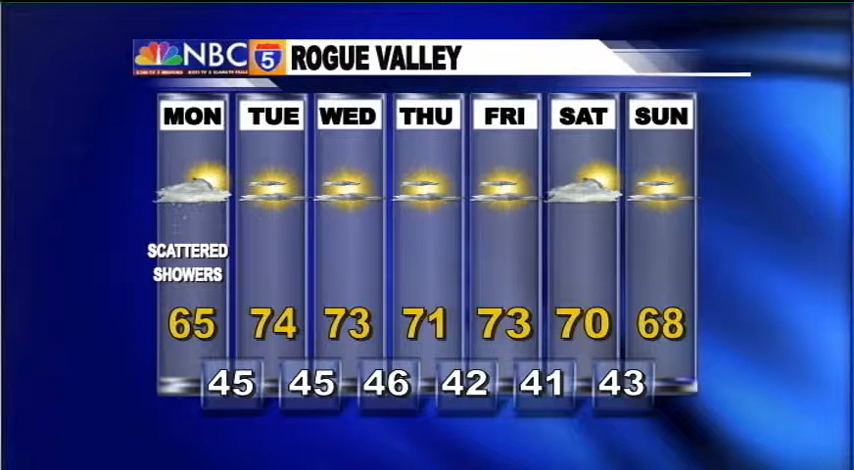 NBC 5 ROGUE VALLEY
MON TUE WED THU FRI SAT SUN
SCATTERED
SHOWERS
65 74 73 71 73 70 68
45 45 46 42 41 43